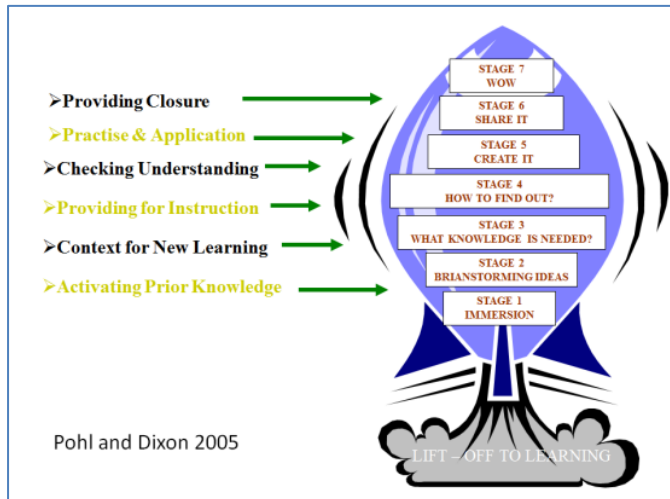 ➢Providing Closure
➢Practise & Application
➢Checking Understanding
➢Providing for Instruction
➢Context for New Learning
➢Activating Prior Knowledge
STAGE 7
WOW
STAGE 6
SHARE IT
STAGE 5
CREATE IT
STAGE 4
HOW TO FIND OUT?
STAGE 3
WHAT KNOWLEDGE IS NEEDED?
STAGE 2
BRIANSTORMING IDEAS
STAGE 1
IMMERSION
Pohl and Dixon 2005
LIFT – OFF TO LEARNING